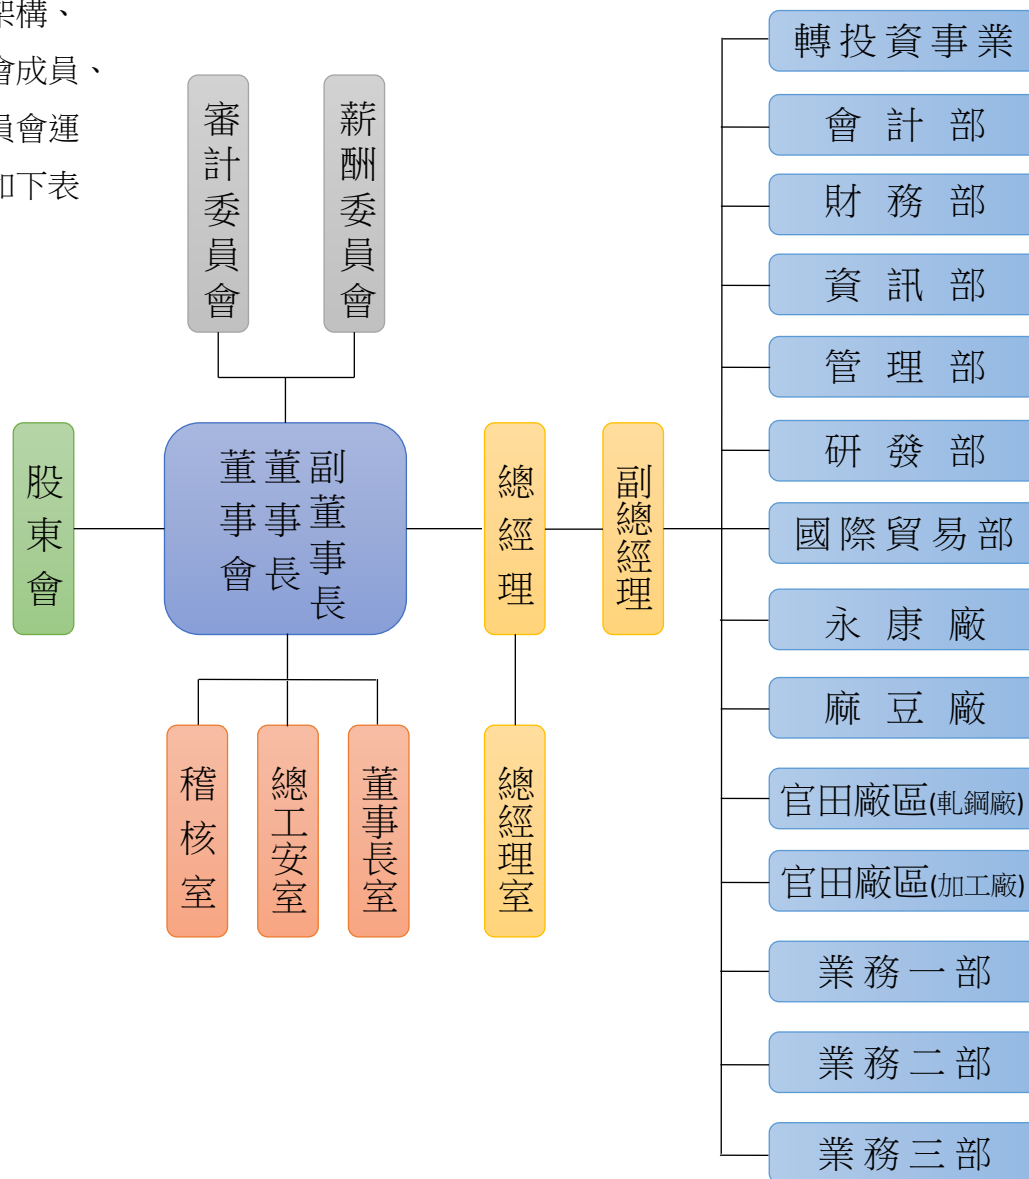 架構、
會成員、
員會運
如下表
審計委員會
薪酬委員會
股東會
董事會
董事長
副董事長
總經理
副總經理
稽核室
總工安室
董事長室
總經理室
轉投資事業
會計部
財務部
資訊部
管理部
研發部
國際貿易部
永康廠
麻豆廠
官田廠區(軋鋼廠)
官田廠區(加工廠)
業務一部
業務二部
業務三部